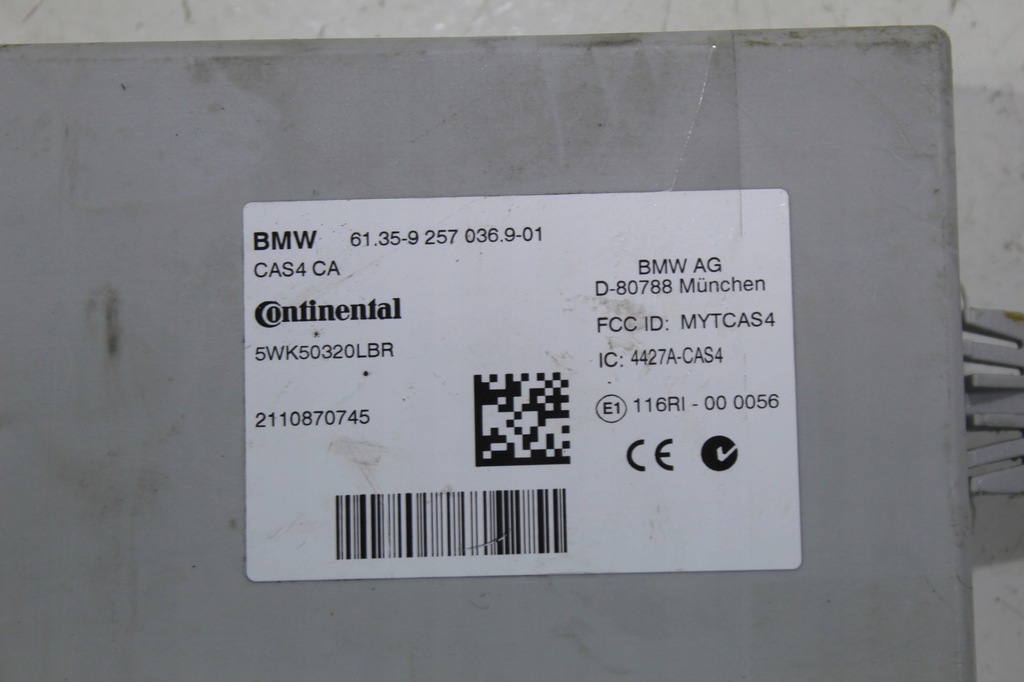 BMW 61.35-9 257 036.9-01
CAS4 CA
Continental
5WK50320LBR
2110870745
BMW AG
D-80788 München
FCC ID: MYTCAS4
IC: 4427A-CAS4
E1 116RI - 00 0056
CE